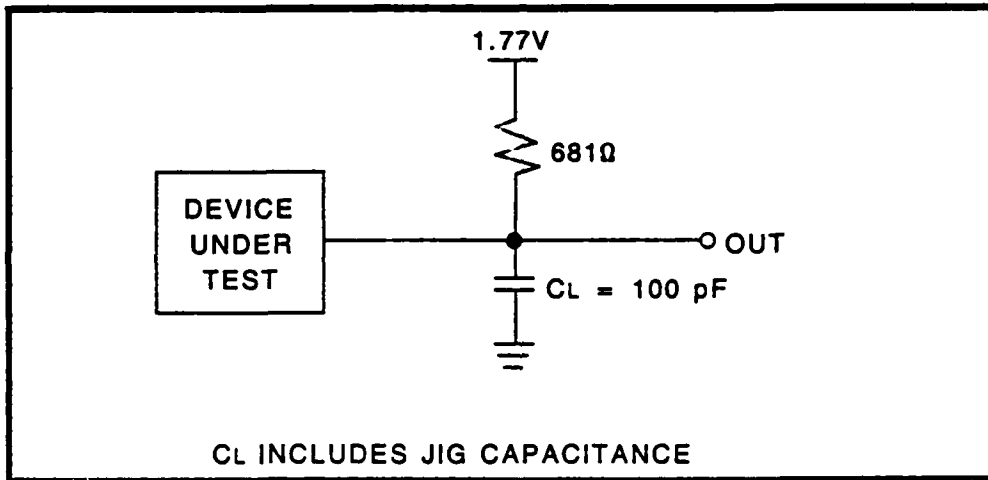 1.77V
681Ω
DEVICE
UNDER
TEST
OUT
CL = 100 pF
CL INCLUDES JIG CAPACITANCE